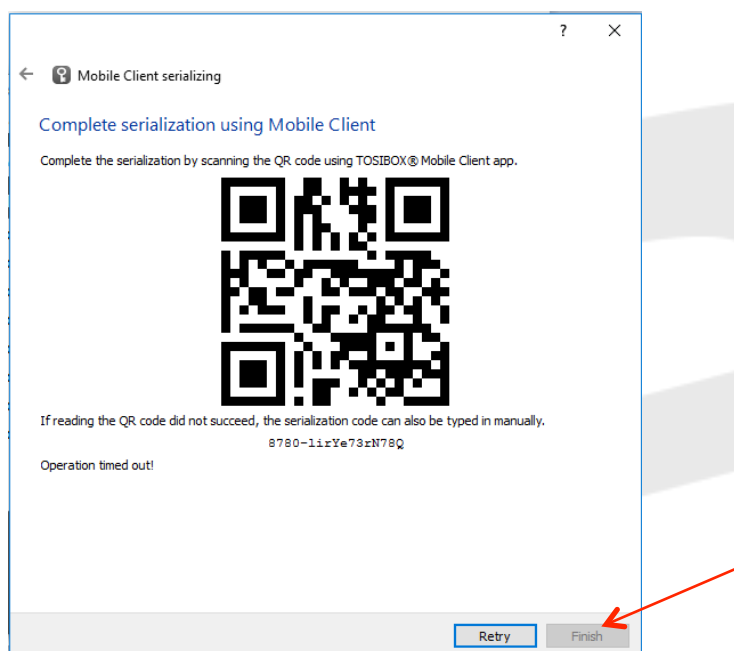 ?
Mobile Client serializing
Complete serialization using Mobile Client
Complete the serialization by scanning the QR code using TOSIBOX® Mobile Client app.
If reading the QR code did not succeed, the serialization code can also be typed in manually.
8780-lirYe73rN78Q
Operation timed out!
Retry Finish